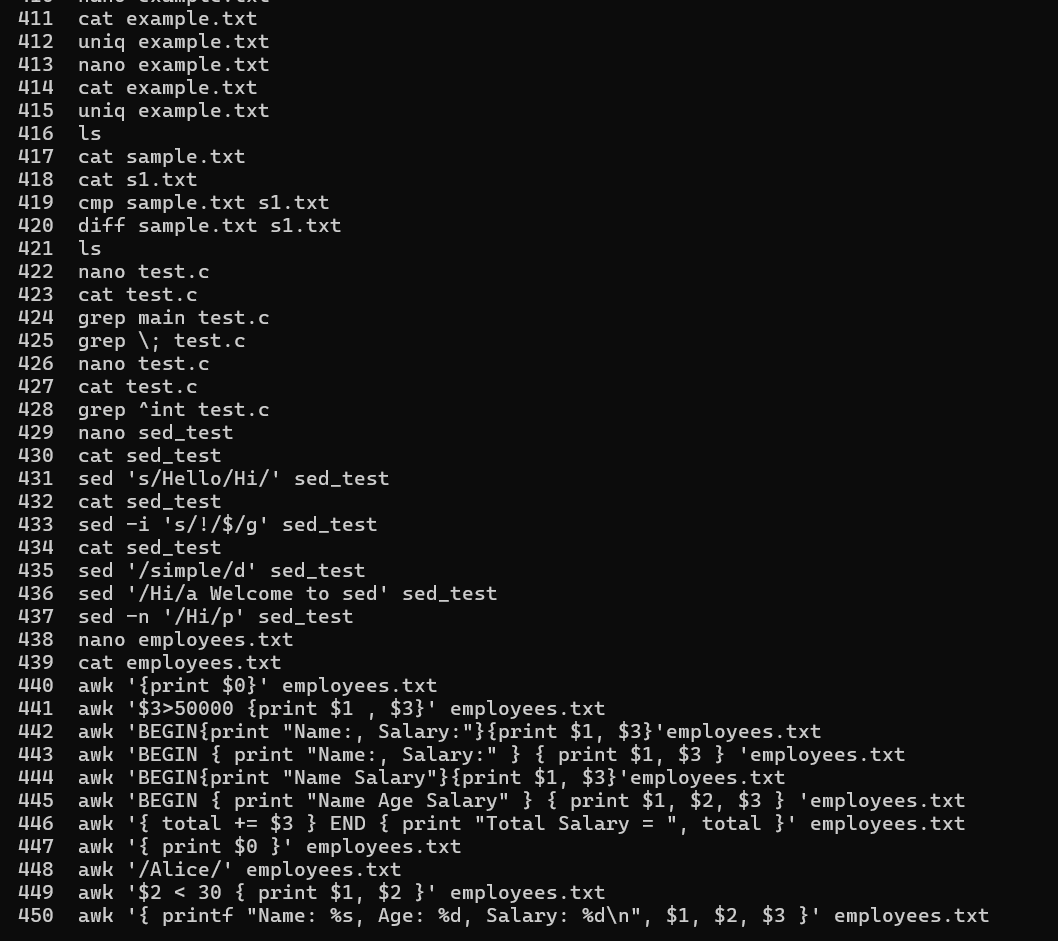 410 nano example.txt
411 cat example.txt
412 uniq example.txt
413 nano example.txt
414 cat example.txt
415 uniq example.txt
416 ls
417 cat sample.txt
418 cat s1.txt
419 cmp sample.txt s1.txt
420 diff sample.txt s1.txt
421 ls
422 nano test.c
423 cat test.c
424 grep main test.c
425 grep \; test.c
426 nano test.c
427 cat test.c
428 grep ^int test.c
429 nano sed_test
430 cat sed_test
431 sed 's/Hello/Hi/' sed_test
432 cat sed_test
433 sed -i 's/!/$/g' sed_test
434 cat sed_test
435 sed '/simple/d' sed_test
436 sed '/Hi/a Welcome to sed' sed_test
437 sed -n '/Hi/p' sed_test
438 nano employees.txt
439 cat employees.txt
440 awk '{print $0}' employees.txt
441 awk '$3>50000 {print $1 , $3}' employees.txt
442 awk 'BEGIN{print "Name:, Salary:"}{print $1, $3}'employees.txt
443 awk 'BEGIN { print "Name:, Salary:" } { print $1, $3 } 'employees.txt
444 awk 'BEGIN{print "Name Salary"}{print $1, $3}'employees.txt
445 awk 'BEGIN { print "Name Age Salary" } { print $1, $2, $3 } 'employees.txt
446 awk '{ total += $3 } END { print "Total Salary = ", total }' employees.txt
447 awk '{ print $0 }' employees.txt
448 awk '/Alice/' employees.txt
449 awk '$2 < 30 { print $1, $2 }' employees.txt
450 awk '{ printf "Name: %s, Age: %d, Salary: %d\n", $1, $2, $3 }' employees.txt